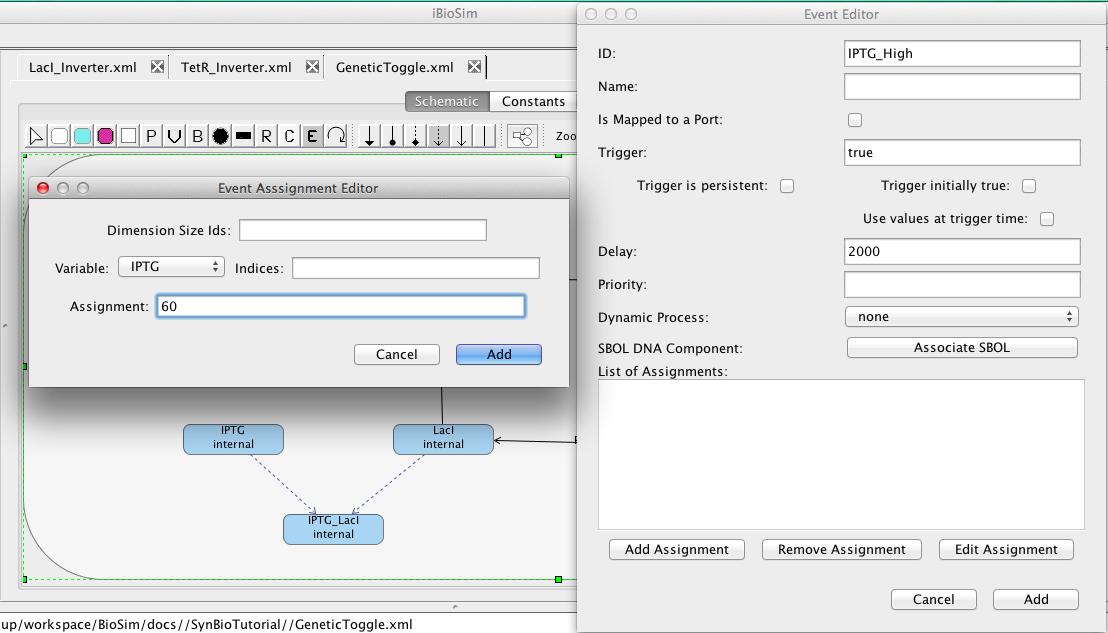 iBioSim
LacI_Inverter.xml
TetR_Inverter.xml
GeneticToggle.xml
Schematic
Constants
P
V
B
R
C
E
Zoo
Event Asssignment Editor
Dimension Size Ids:
Variable:
IPTG
Indices:
Assignment:
60
Cancel
Add
IPTG
internal
LacI
internal
IPTG_LacI
internal
up/workspace/BioSim/docs//SynBioTutorial//GeneticToggle.xml
Event Editor
ID:
IPTG_High
Name:
Is Mapped to a Port:
Trigger:
true
Trigger is persistent:
Trigger initially true:
Use values at trigger time:
Delay:
2000
Priority:
Dynamic Process:
none
SBOL DNA Component:
Associate SBOL
List of Assignments:
Add Assignment
Remove Assignment
Edit Assignment
Cancel
Add